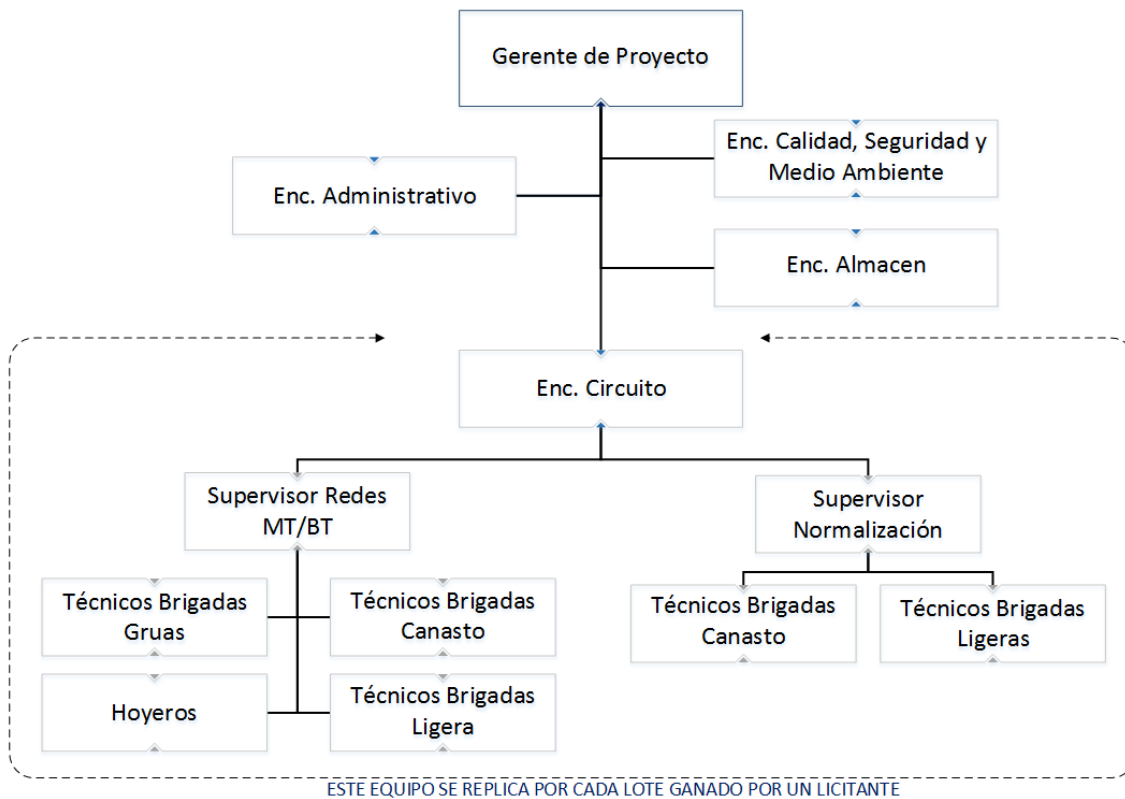 Gerente de Proyecto
Enc. Calidad, Seguridad y
Medio Ambiente
Enc. Administrativo
Enc. Almacen
Enc. Circuito
Supervisor Redes
MT/BT
Supervisor
Normalización
Técnicos Brigadas
Gruas
Técnicos Brigadas
Canasto
Técnicos Brigadas
Canasto
Técnicos Brigadas
Ligeras
Hoyeros
Técnicos Brigadas
Ligera
ESTE EQUIPO SE REPLICA POR CADA LOTE GANADO POR UN LICITANTE